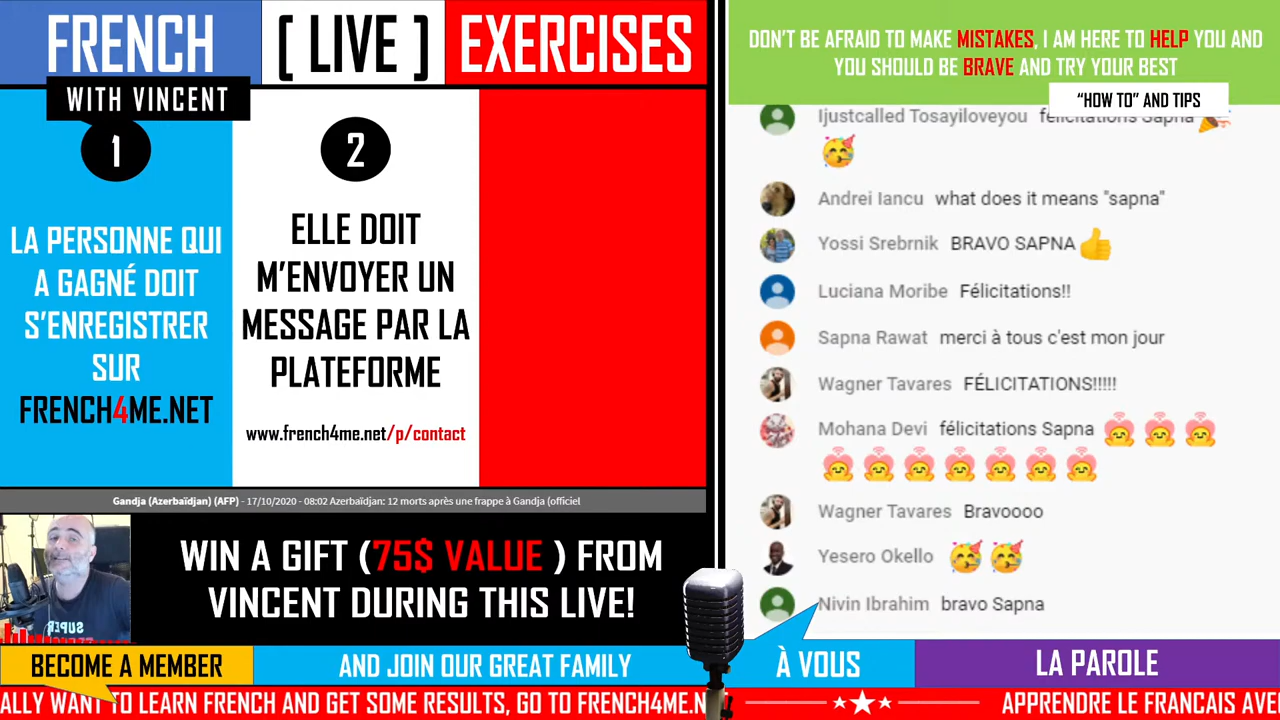 FRENCH [ LIVE ] EXERCISES
WITH VINCENT
1
LA PERSONNE QUI
A GAGNÉ DOIT
S'ENREGISTRER
SUR
FRENCH4ME.NET
2
ELLE DOIT
M'ENVOYER UN
MESSAGE PAR LA
PLATEFORME
www.french4me.net/p/contact
Gandja (Azerbaïdjan) (AFP) - 17/10/2020 - 08:02 Azerbaïdjan: 12 morts après une frappe à Gandja (officiel
WIN A GIFT (75$ VALUE ) FROM
VINCENT DURING THIS LIVE!
BECOME A MEMBER
AND JOIN OUR GREAT FAMILY
DON'T BE AFRAID TO MAKE MISTAKES, I AM HERE TO HELP YOU AND
YOU SHOULD BE BRAVE AND TRY YOUR BEST
“HOW TO” AND TIPS
Ijustcalled Tosayiloveyou félicitations Sapna 🎉
🥳
Andrei Iancu what does it means "sapna"
Yossi Srebrnik BRAVO SAPNA 👍
Luciana Moribe Félicitations!!
Sapna Rawat merci à tous c'est mon jour
Wagner Tavares FÉLICITATIONS!!!!!
Mohana Devi félicitations Sapna
Wagner Tavares Bravoooo
Yesero Okello 🥳🥳
Nivin Ibrahim bravo Sapna
À VOUS
LA PAROLE
ALLY WANT TO LEARN FRENCH AND GET SOME RESULTS, GO TO FRENCH4ME.N
APPRENDRE LE FRANCAIS AVE